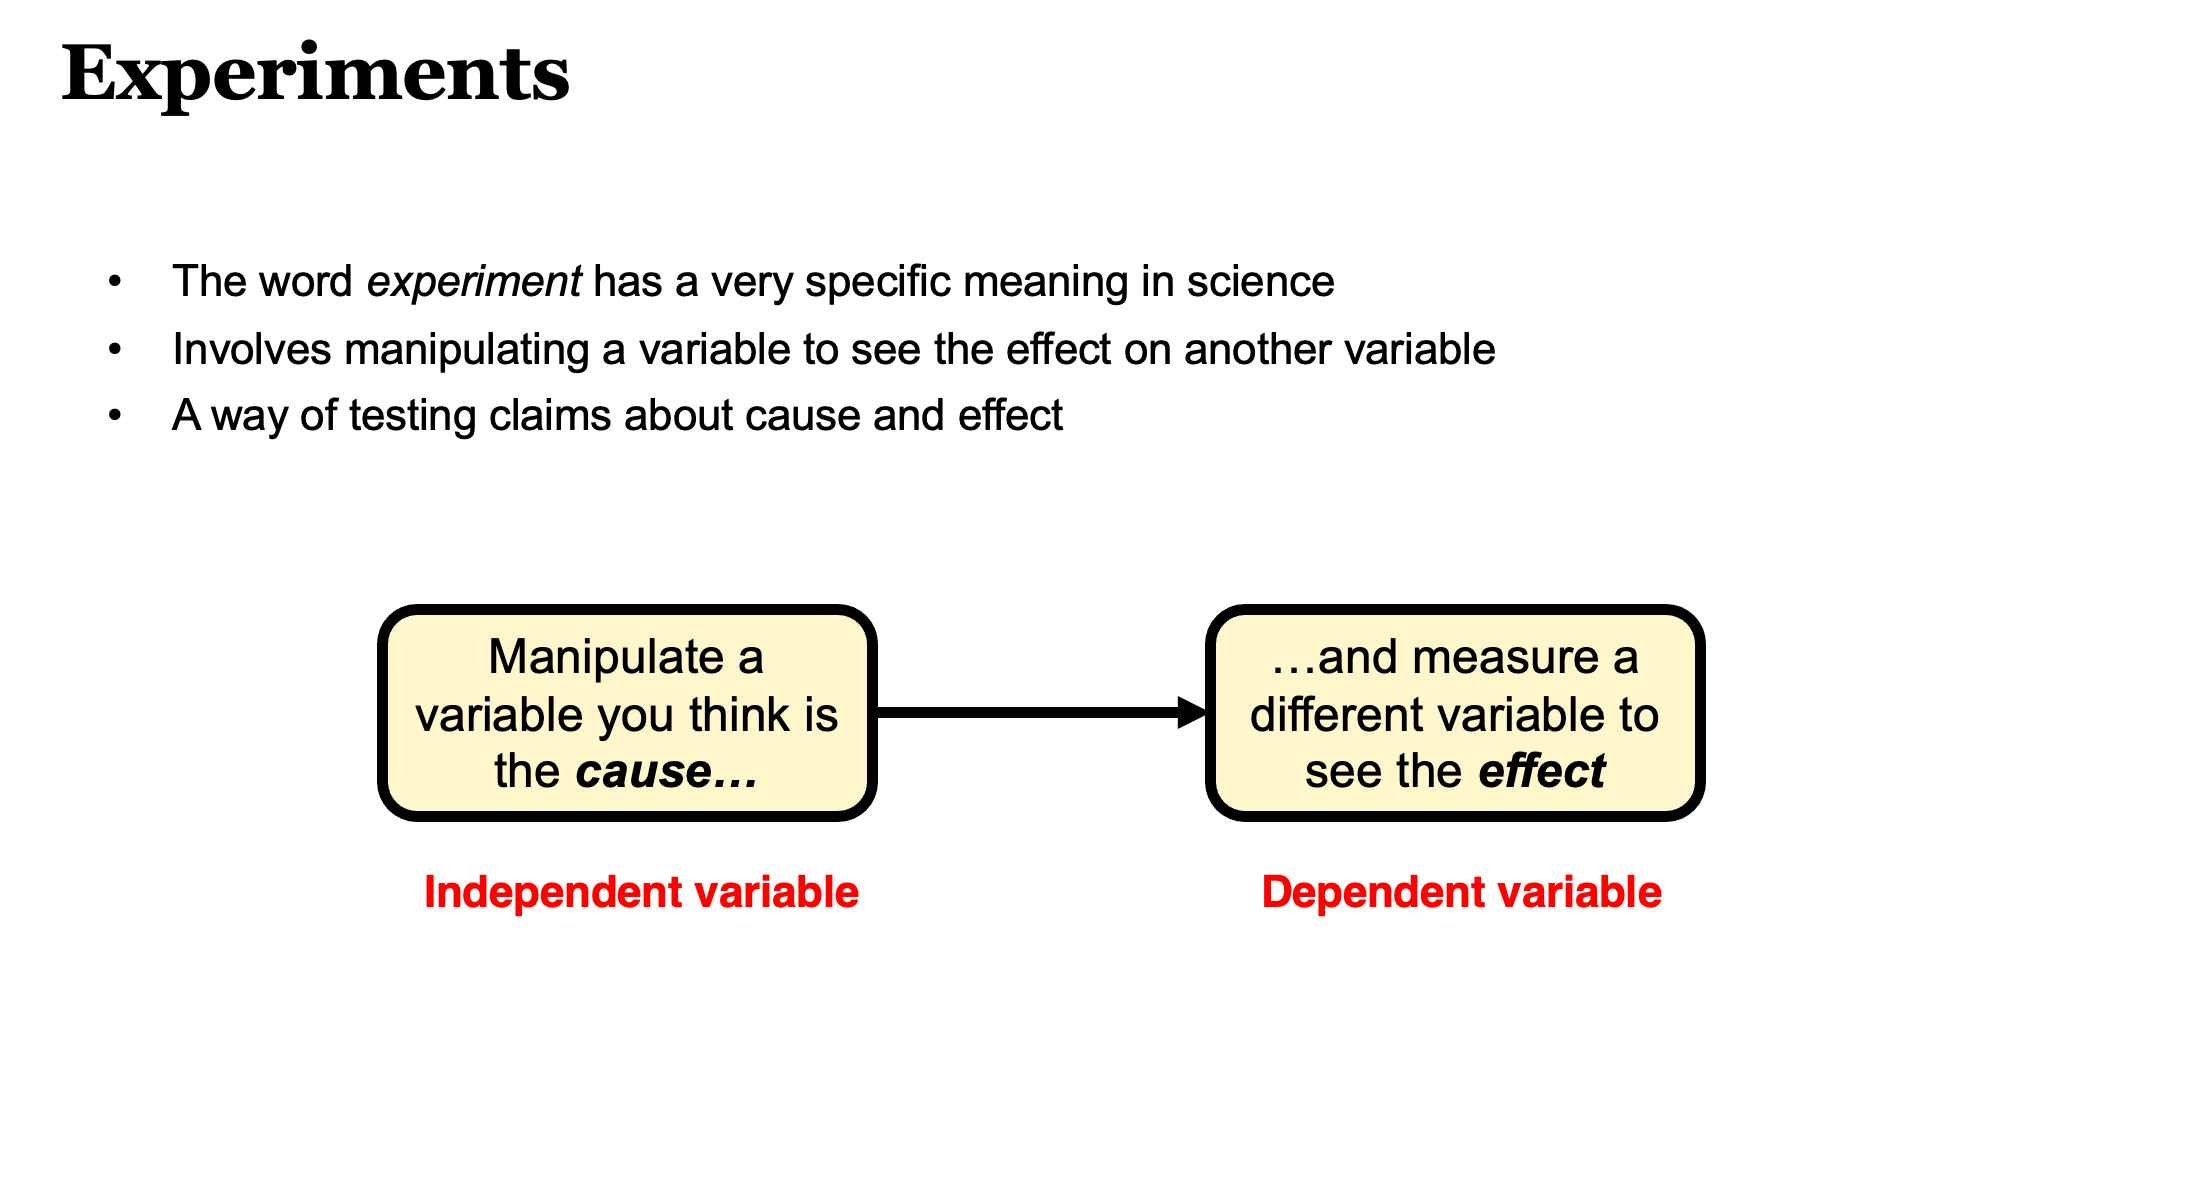 Experiments
• The word experiment has a very specific meaning in science
• Involves manipulating a variable to see the effect on another variable
• A way of testing claims about cause and effect
Manipulate a
variable you think is
the cause…
…and measure a
different variable to
see the effect
Independent variable
Dependent variable